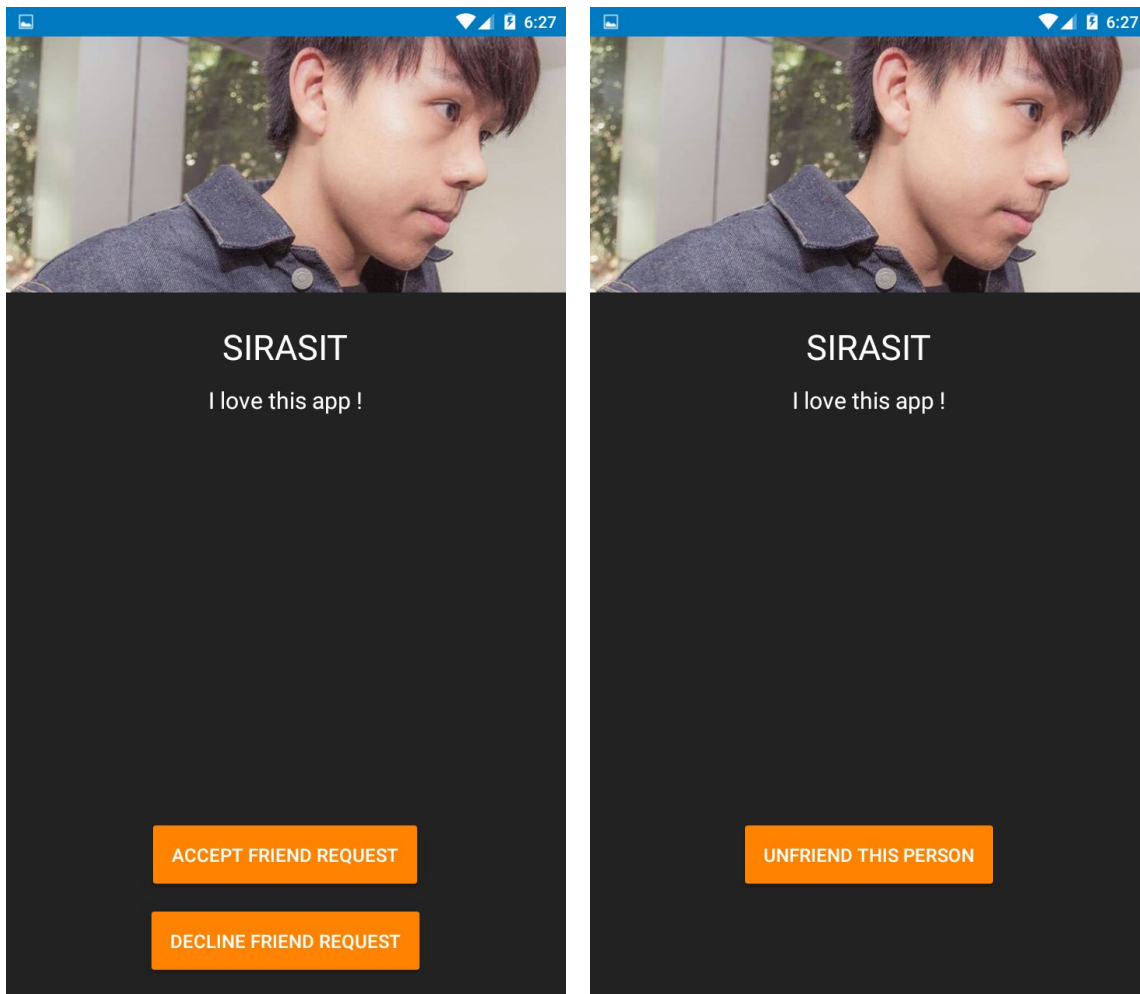 6:27
SIRASIT
I love this app !
ACCEPT FRIEND REQUEST
DECLINE FRIEND REQUEST
6:27
SIRASIT
I love this app !
UNFRIEND THIS PERSON